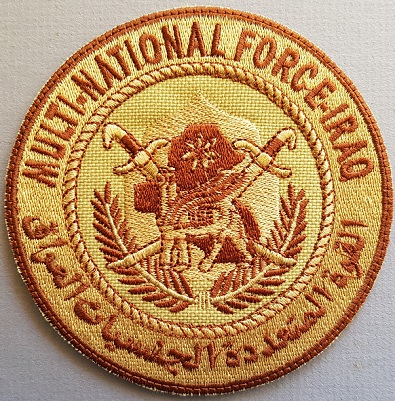 MULTI-NATIONAL FORCE-IRAQ
القوة المتعددة الجنسيات العراق